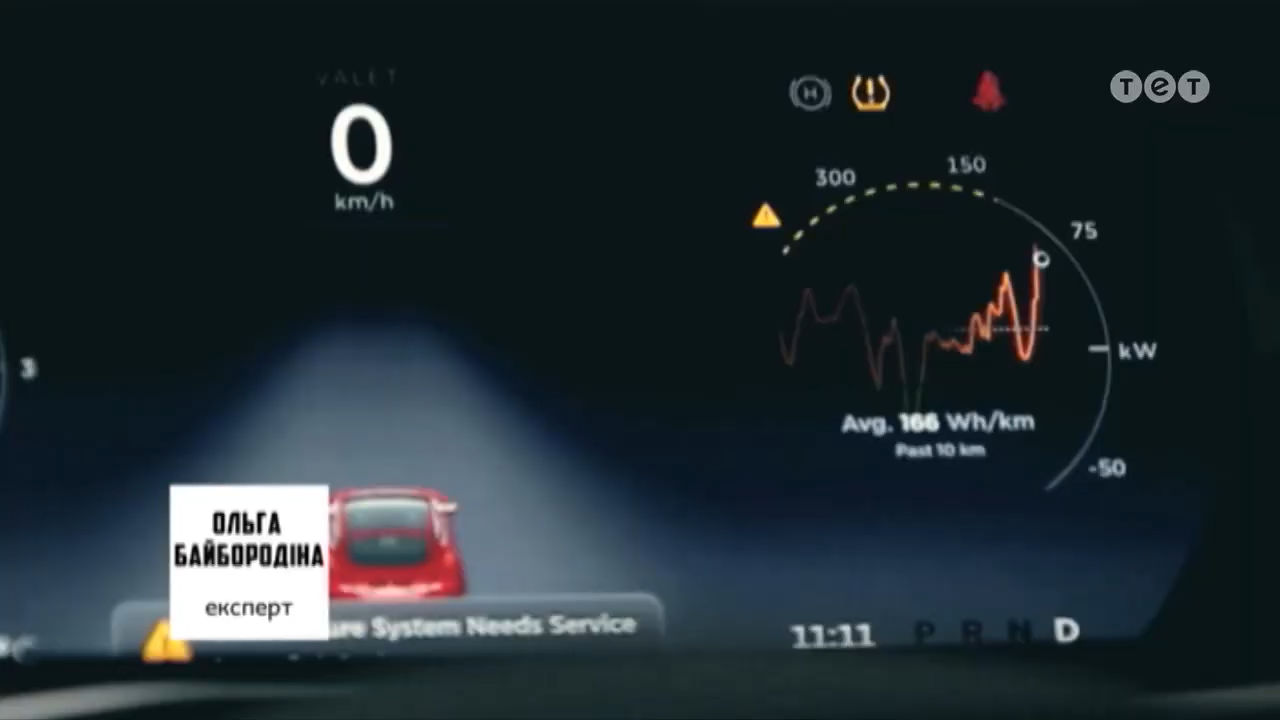 VALET
0
km/h
тет
H
300
150
75
kW
-50
Avg. 166 Wh/km
Past 10 km
3
ОЛЬГА
БАЙБОРОДІНА
експерт
System Needs Service
11:11 P R N D